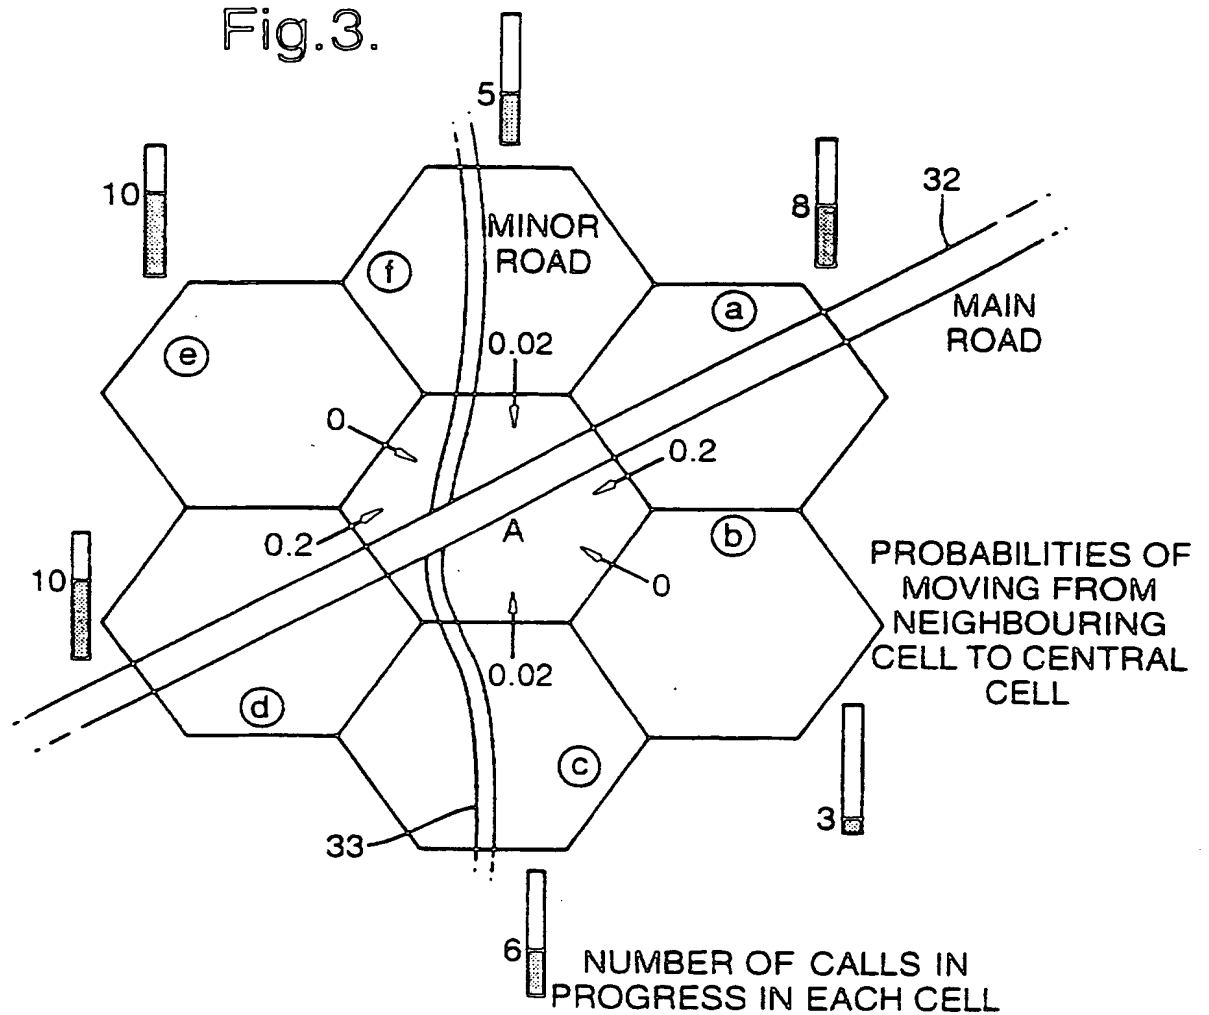 Fig.3.
5
10
8
32
MINOR
ROAD
f
a
MAIN
ROAD
e
0.02
0
0.2
A
b
0.2
10
0
PROBABILITIES OF
MOVING FROM
NEIGHBOURING
CELL TO CENTRAL
CELL
0.02
d
c
3
33
6
NUMBER OF CALLS IN
PROGRESS IN EACH CELL